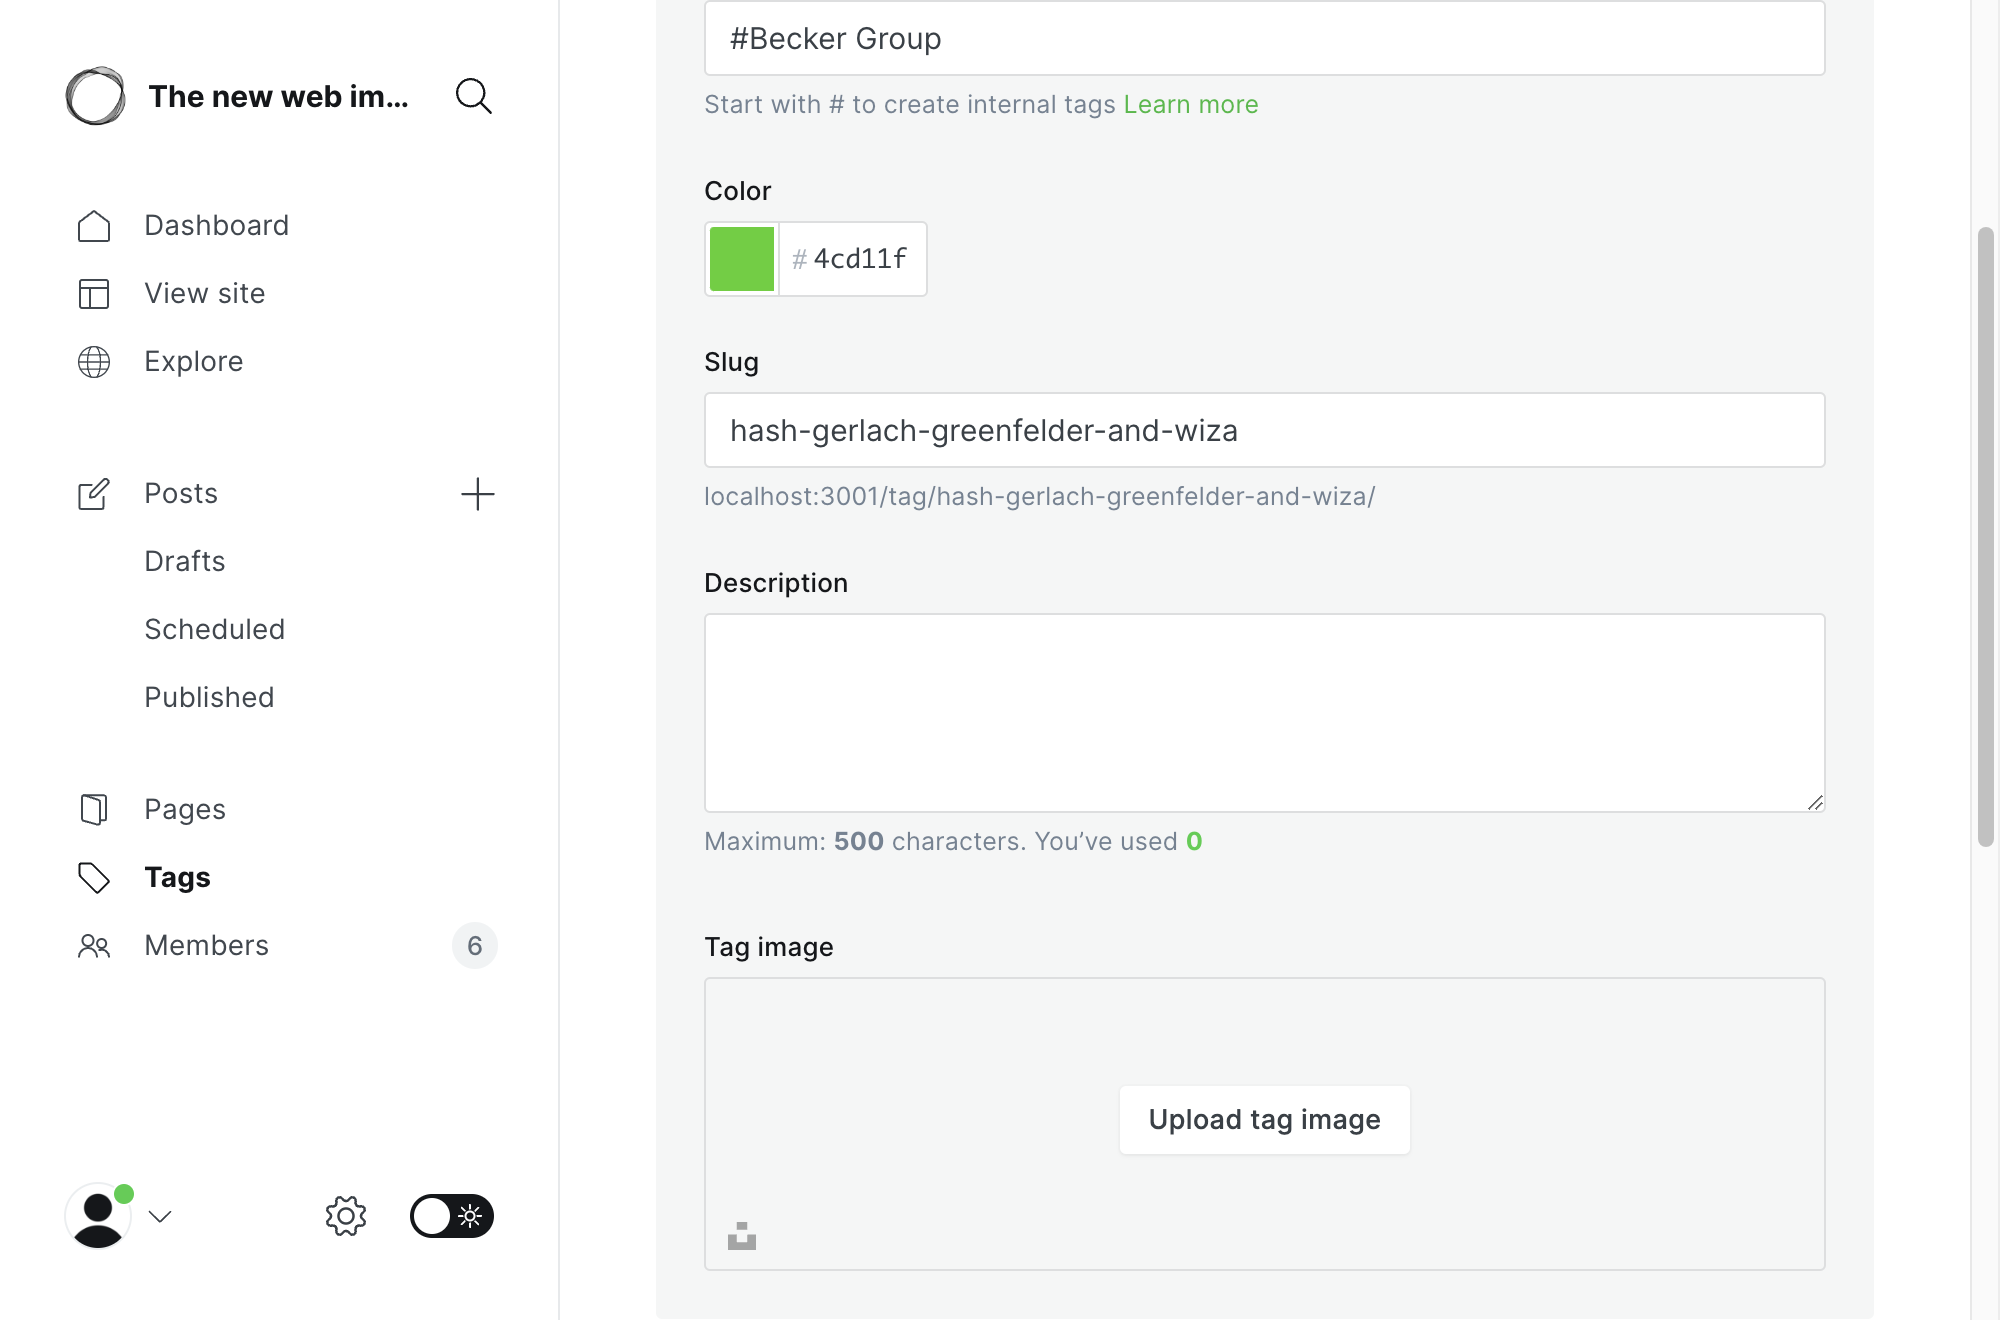 The new web im...
Dashboard
View site
Explore
Posts
Drafts
Scheduled
Published
Pages
Tags
Members
6
#Becker Group
Start with # to create internal tags Learn more
Color
# 4cd11f
Slug
hash-gerlach-greenfelder-and-wiza
localhost:3001/tag/hash-gerlach-greenfelder-and-wiza/
Description
Maximum: 500 characters. You’ve used 0
Tag image
Upload tag image